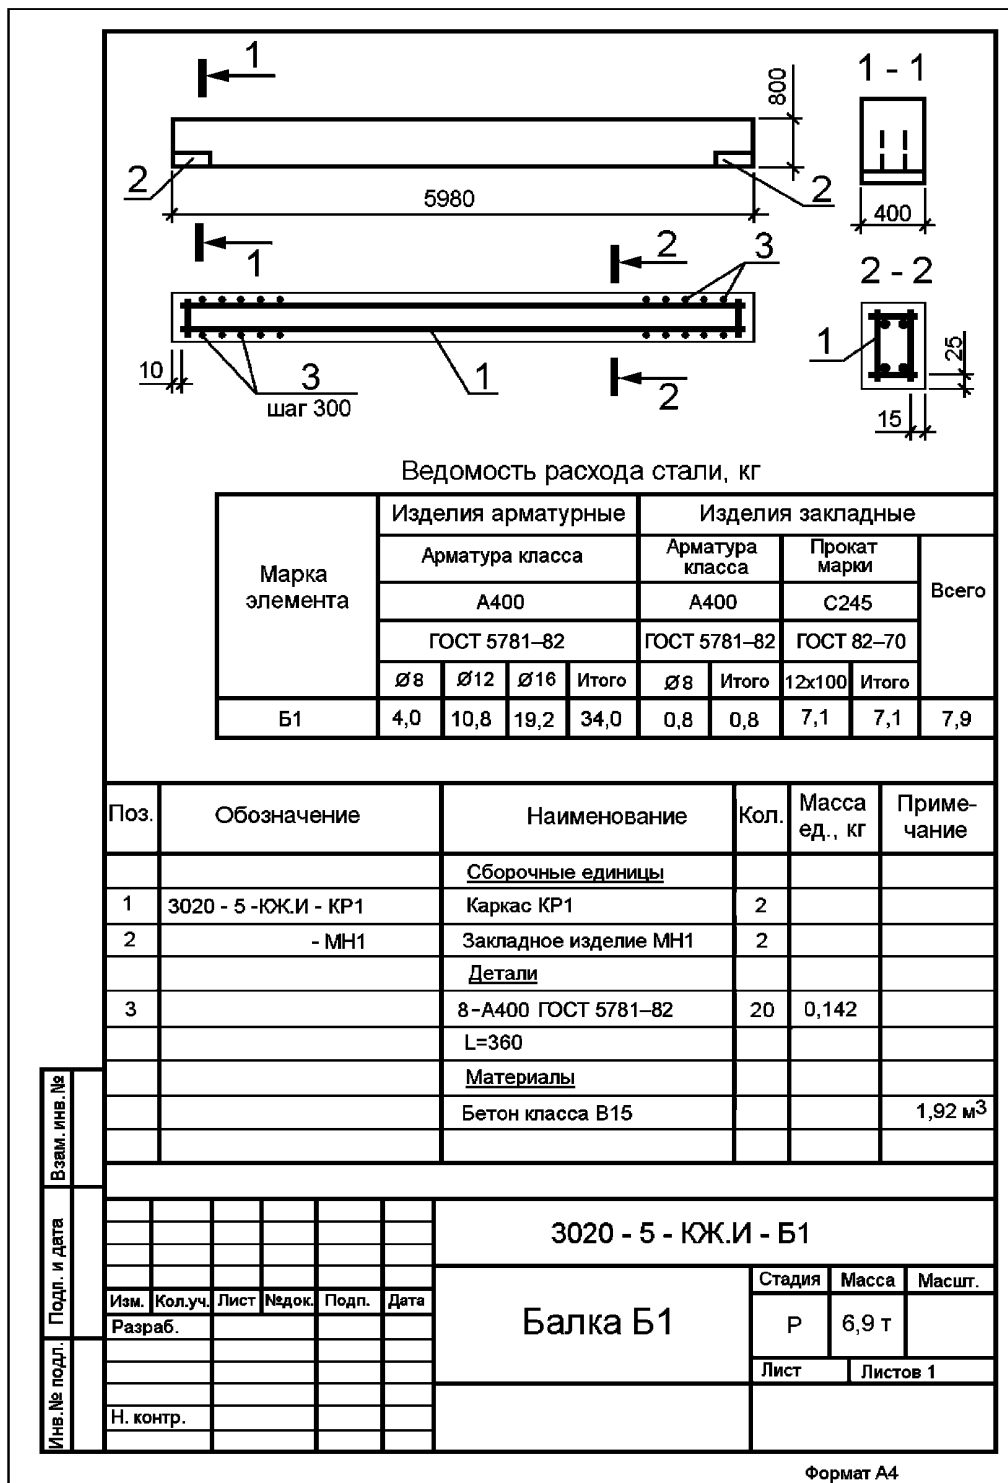 1
1 - 1
800
2
2
5980
400
1
2
3
2 - 2
1
25
10
3
1
2
шаг 300
15
Ведомость расхода стали, кг
Марка элемента
Изделия арматурные
Изделия закладные
Арматура класса
Арматура класса
Прокат марки
Всего
А400
А400
С245
ГОСТ 5781–82
ГОСТ 5781–82
ГОСТ 82–70
Ø8
Ø12
Ø16
Итого
Ø8
Итого
12х100
Итого
Б1
4,0
10,8
19,2
34,0
0,8
0,8
7,1
7,1
7,9
Поз.
Обозначение
Наименование
Кол.
Масса ед., кг
Приме-
чание
Сборочные единицы
1
3020 - 5 -КЖ.И - КР1
Каркас КР1
2
2
- МН1
Закладное изделие МН1
2
Детали
3
8-А400 ГОСТ 5781–82
20
0,142
L=360
Материалы
Бетон класса В15
1,92 м³
Взам. инв. №
Подп. и дата
Инв.№ подл.
3020 - 5 - КЖ.И - Б1
Изм.
Кол.уч.
Лист
№док.
Подп.
Дата
Разраб.
Н. контр.
Балка Б1
Стадия
Масса
Масшт.
Р
6,9 т
Лист
Листов 1
Формат А4